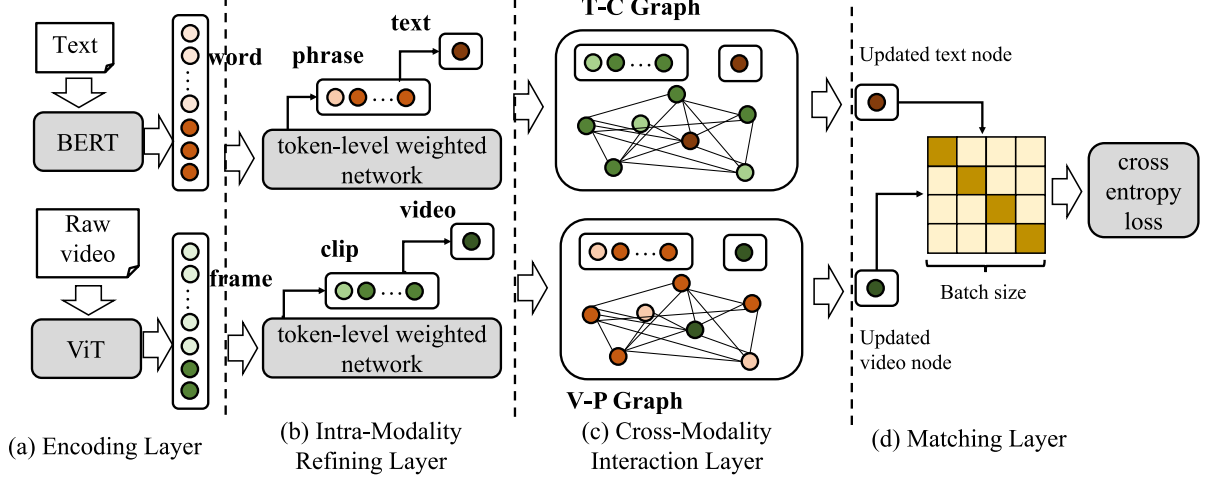 Text
BERT
word
Raw
video
ViT
frame
(a) Encoding Layer
text
phrase
token-level weighted
network
video
clip
token-level weighted
network
(b) Intra-Modality
Refining Layer
T-C Graph
V-P Graph
(c) Cross-Modality
Interaction Layer
Updated text node
Batch size
Updated
video node
cross
entropy
loss
(d) Matching Layer